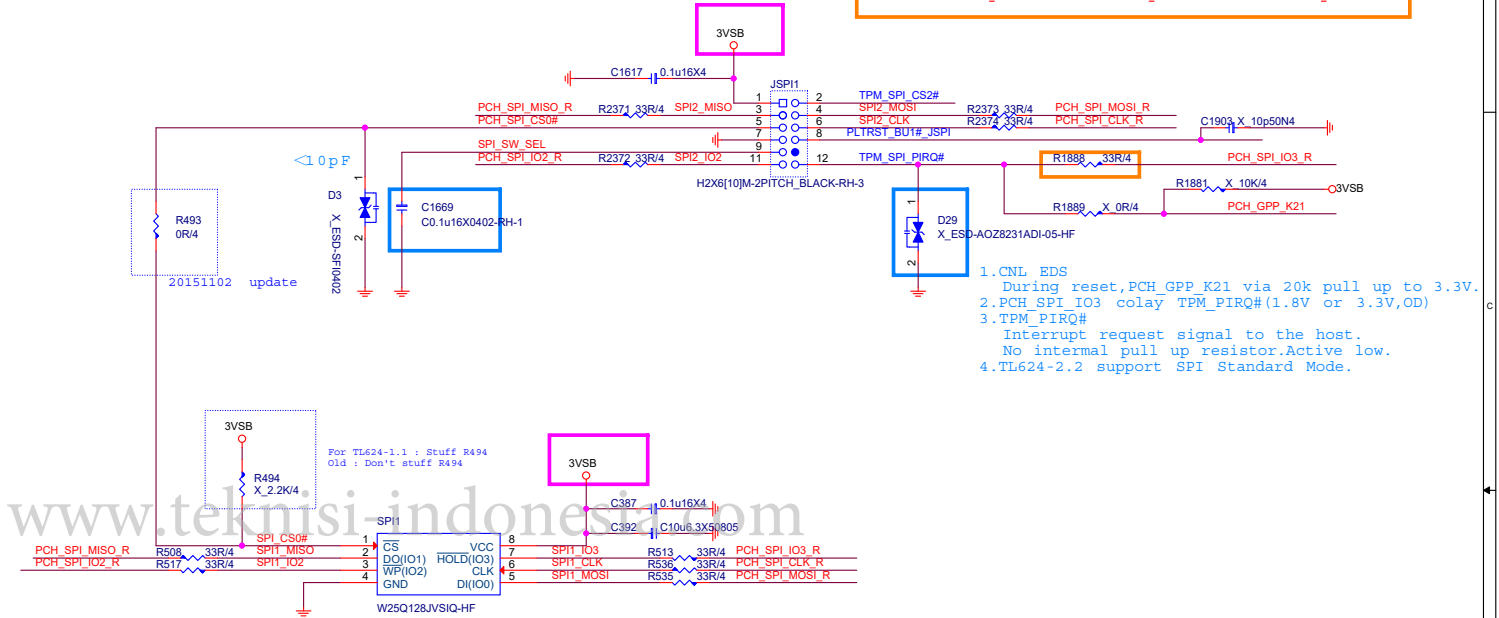 3VSB
C1617 0.1u16X4
JSPI1
1 2 TPM_SPI_CS2#
PCH_SPI_MISO_R R2371 33R/4 SPI2_MISO 3 4 SPI2_MOSI R2373 33R/4 PCH_SPI_MOSI_R
PCH_SPI_CS0# 5 6 SPI2_CLK R2374 33R/4 PCH_SPI_CLK_R C1903 X_10p50N4
7 8 PLTRST_BU1#_JSPI
SPI_SW_SEL 9
<10pF PCH_SPI_IO2_R R2372 33R/4 SPI2_IO2 11 12 TPM_SPI_PIRQ# R1888 33R/4 PCH_SPI_IO3_R
H2X6[10]M-2PITCH_BLACK-RH-3
R1881 X_10K/4 3VSB
R1889 X_0R/4 PCH_GPP_K21
R493
0R/4
20151102 update
1
D3
2
X_ESD-SFI0402
C1669
C0.1u16X0402-RH-1
1
D29
X_ESD-AOZ8231ADI-05-HF
2
1.CNL EDS
During reset,PCH_GPP_K21 via 20k pull up to 3.3V.
2.PCH_SPI_IO3 colay TPM_PIRQ#(1.8V or 3.3V,OD)
3.TPM_PIRQ#
Interrupt request signal to the host.
No intermal pull up resistor.Active low.
4.TL624-2.2 support SPI Standard Mode.
C
3VSB
R494
X_2.2K/4
For TL624-1.1 : Stuff R494
Old : Don't stuff R494
3VSB
C387 0.1u16X4
C392 C10u6.3X50805
www.teknisi-indonesia.com
SPI1
SPI_CS0# 1 CS VCC 8
PCH_SPI_MISO_R R508 33R/4 SPI1_MISO 2 DO(IO1) HOLD(IO3) 7 SPI1_IO3 R513 33R/4 PCH_SPI_IO3_R
PCH_SPI_IO2_R R517 33R/4 SPI1_IO2 3 WP(IO2) CLK 6 SPI1_CLK R536 33R/4 PCH_SPI_CLK_R
4 GND DI(IO0) 5 SPI1_MOSI R535 33R/4 PCH_SPI_MOSI_R
W25Q128JVSIQ-HF